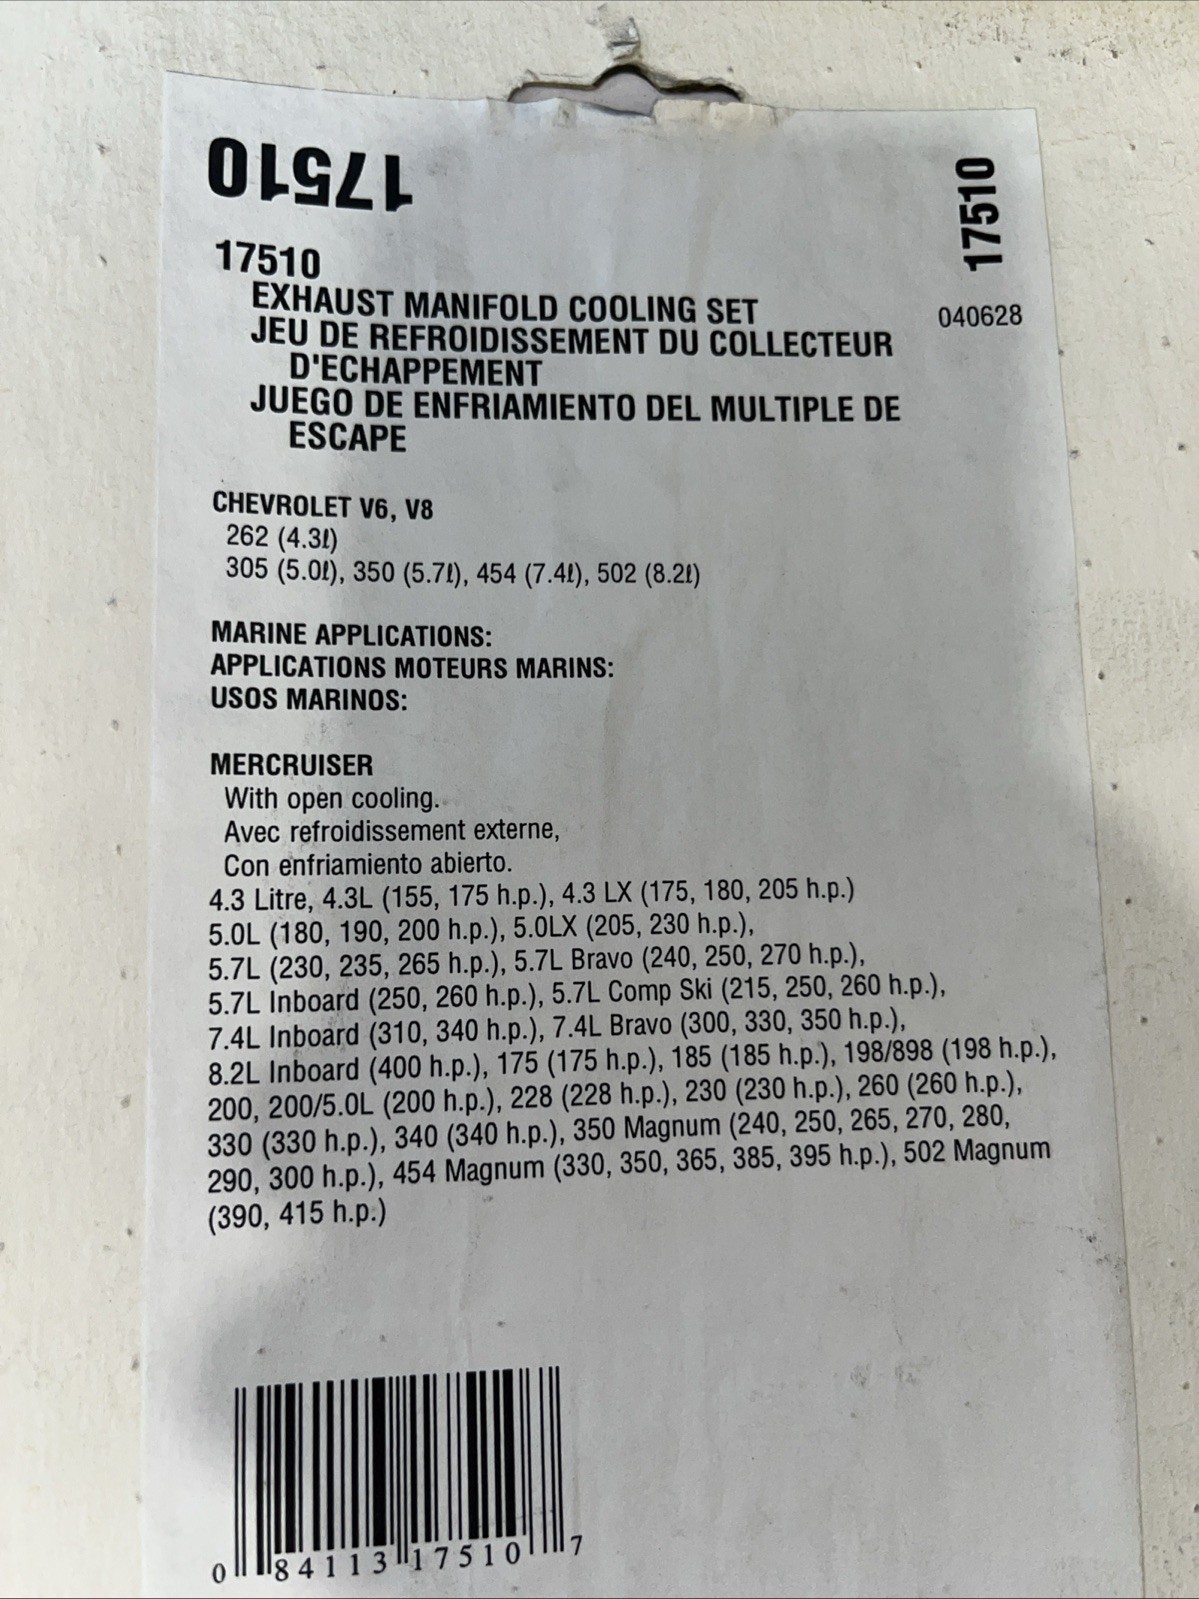 17510
17510
17510
040628
EXHAUST MANIFOLD COOLING SET
JEU DE REFROIDISSEMENT DU COLLECTEUR
D'ECHAPPEMENT
JUEGO DE ENFRIAMIENTO DEL MULTIPLE DE
ESCAPE
CHEVROLET V6, V8
262 (4.3ℓ)
305 (5.0ℓ), 350 (5.7ℓ), 454 (7.4ℓ), 502 (8.2ℓ)
MARINE APPLICATIONS:
APPLICATIONS MOTEURS MARINS:
USOS MARINOS:
MERCRUISER
With open cooling.
Avec refroidissement externe,
Con enfriamiento abierto.
4.3 Litre, 4.3L (155, 175 h.p.), 4.3 LX (175, 180, 205 h.p.)
5.0L (180, 190, 200 h.p.), 5.0LX (205, 230 h.p.),
5.7L (230, 235, 265 h.p.), 5.7L Bravo (240, 250, 270 h.p.),
5.7L Inboard (250, 260 h.p.), 5.7L Comp Ski (215, 250, 260 h.p.),
7.4L Inboard (310, 340 h.p.), 7.4L Bravo (300, 330, 350 h.p.),
8.2L Inboard (400 h.p.), 175 (175 h.p.), 185 (185 h.p.), 198/898 (198 h.p.),
200, 200/5.0L (200 h.p.), 228 (228 h.p.), 230 (230 h.p.), 260 (260 h.p.),
330 (330 h.p.), 340 (340 h.p.), 350 Magnum (240, 250, 265, 270, 280,
290, 300 h.p.), 454 Magnum (330, 350, 365, 385, 395 h.p.), 502 Magnum
(390, 415 h.p.)
0 84113 17510 7